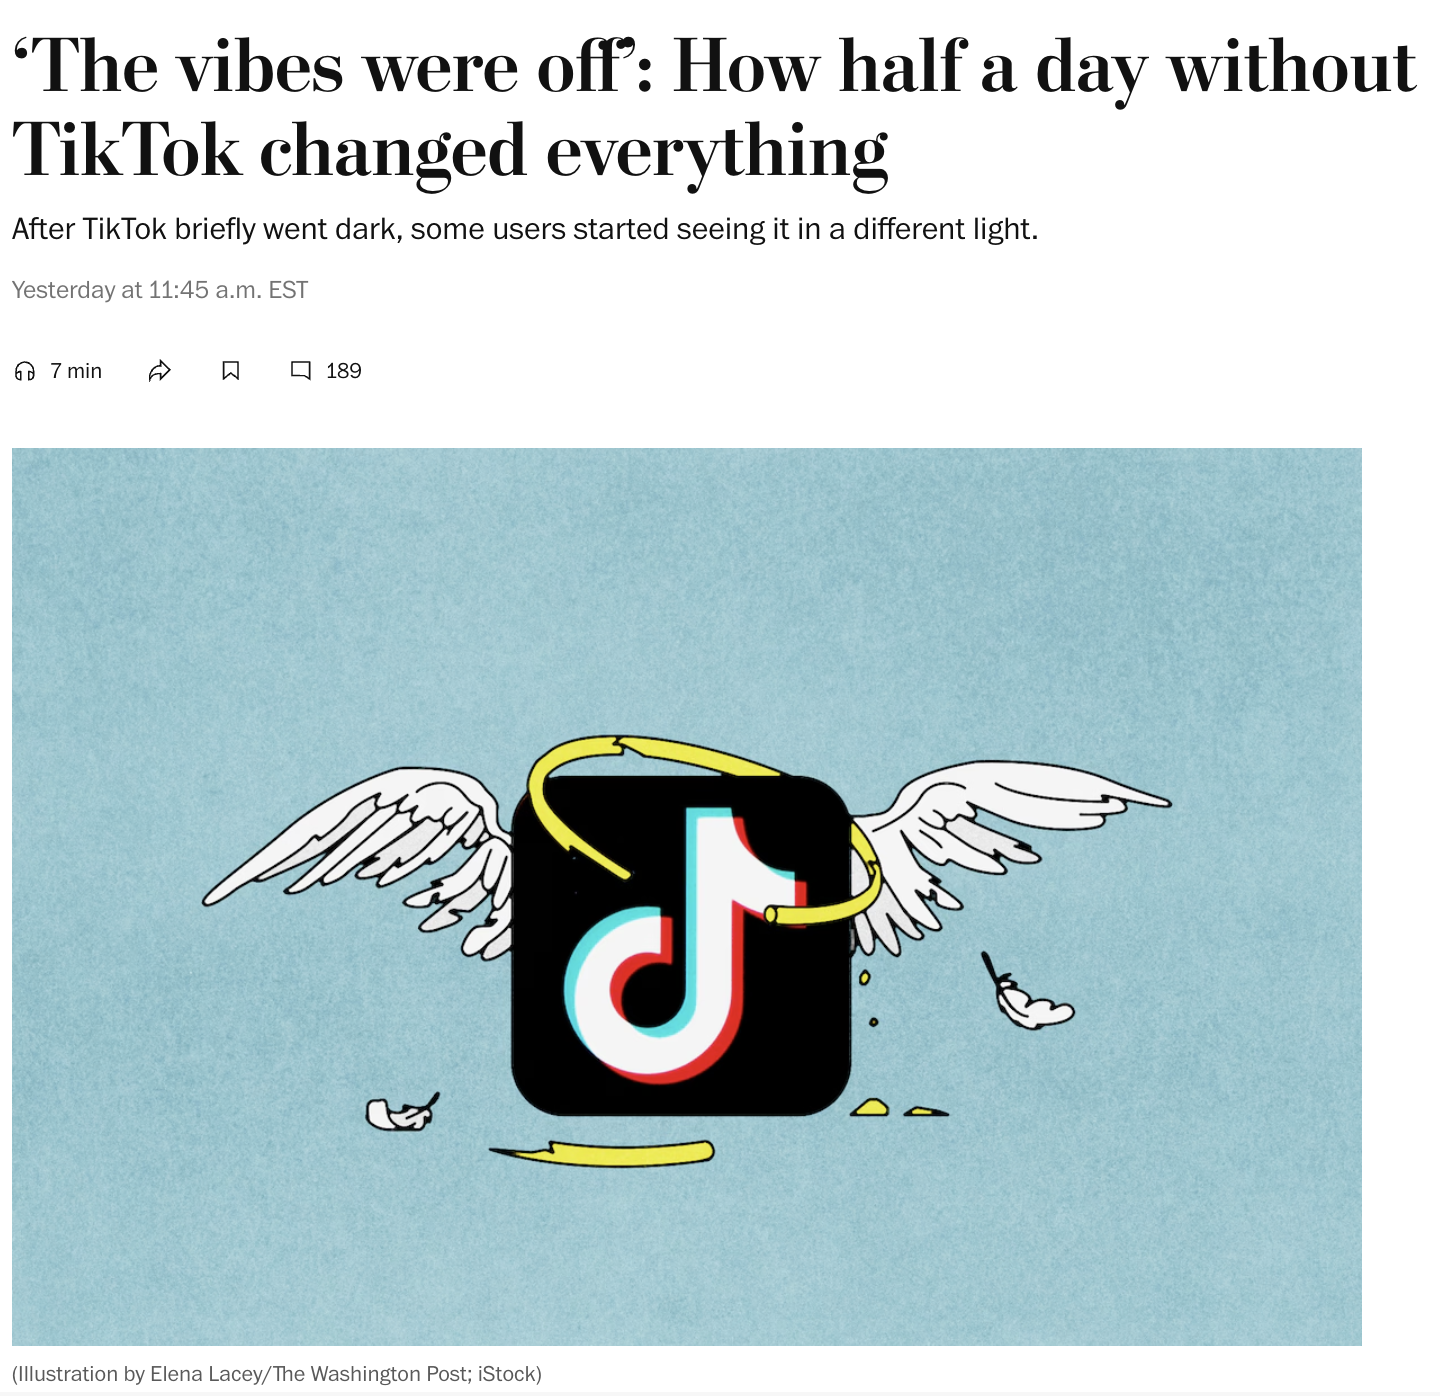 ‘The vibes were off’: How half a day without
TikTok changed everything
After TikTok briefly went dark, some users started seeing it in a different light.
Yesterday at 11:45 a.m. EST
7 min
189
(Illustration by Elena Lacey/The Washington Post; iStock)